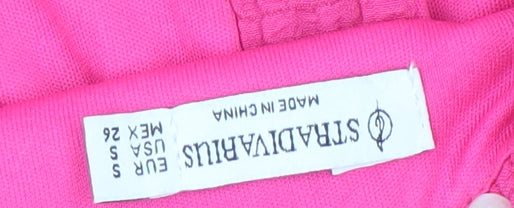 STRADIVARIUS
MADE IN CHINA
EUR S
USA S
MEX 26